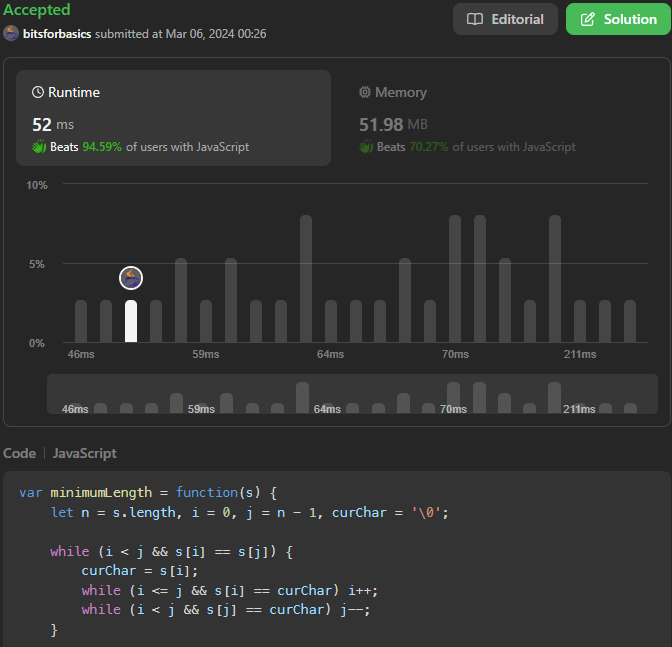 Accepted
Editorial
Solution
bitsforbasics submitted at Mar 06, 2024 00:26
Runtime
Memory
52 ms
51.98 MB
Beats 94.59% of users with JavaScript
Beats 70.27% of users with JavaScript
10%
5%
0%
46ms 59ms 64ms 70ms 211ms
46ms 59ms 64ms 70ms 211ms
Code | JavaScript
var minimumLength = function(s) {
    let n = s.length, i = 0, j = n - 1, curChar = '\0';
    while (i < j && s[i] == s[j]) {
        curChar = s[i];
        while (i <= j && s[i] == curChar) i++;
        while (i < j && s[j] == curChar) j--;
    }